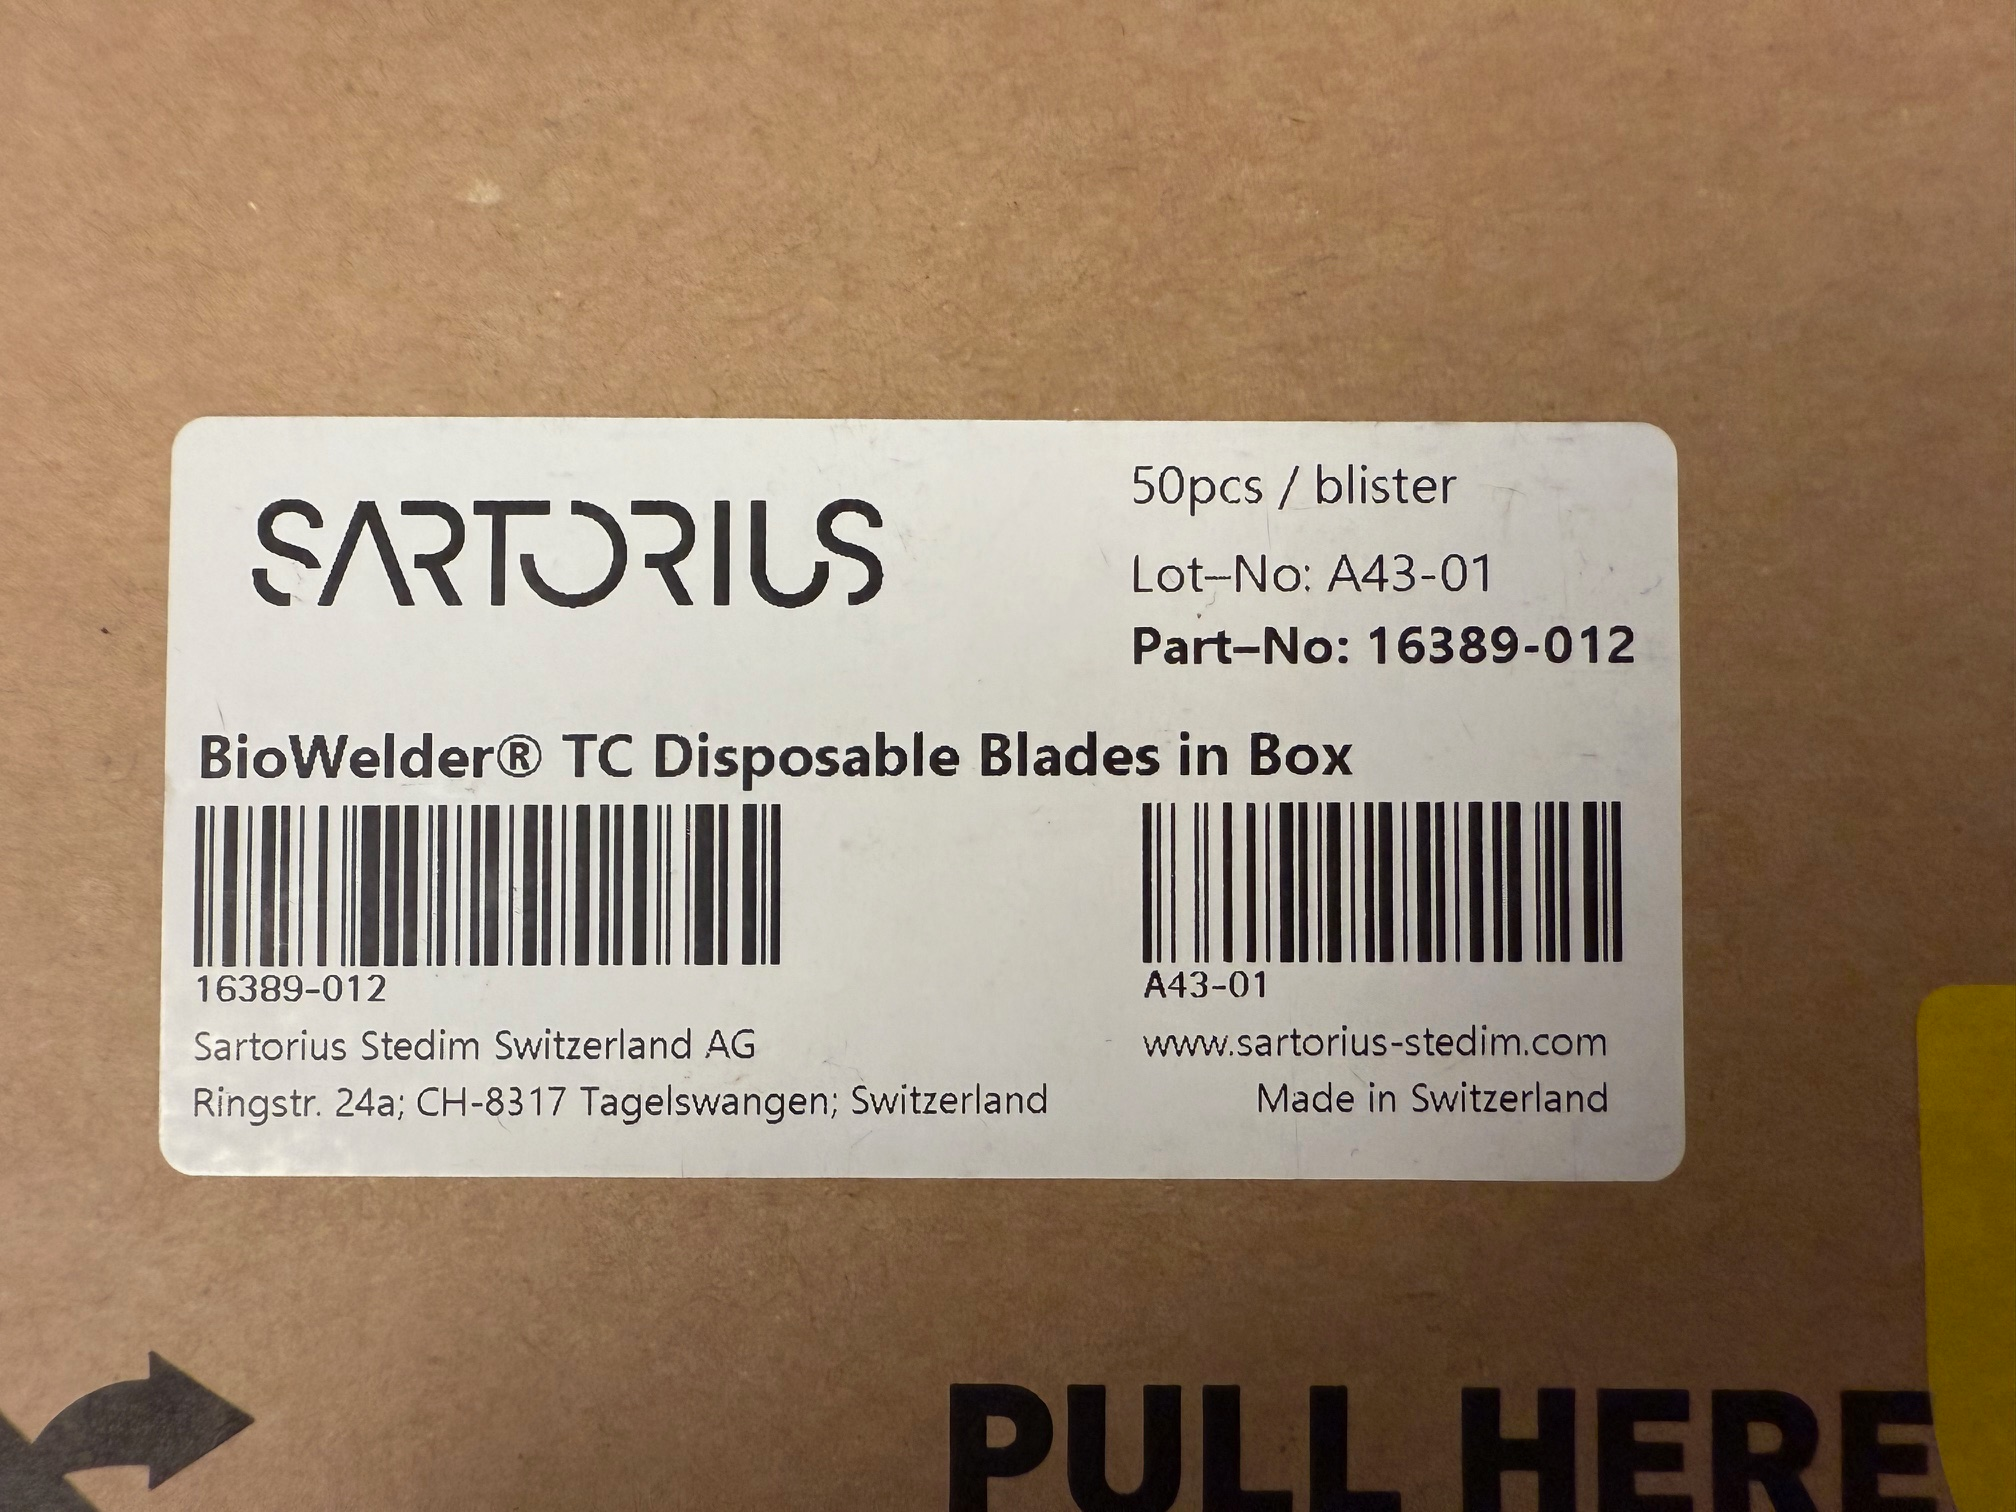 SARTORIUS
50pcs / blister
Lot–No: A43-01
Part–No: 16389-012
BioWelder® TC Disposable Blades in Box
16389-012
A43-01
Sartorius Stedim Switzerland AG
www.sartorius-stedim.com
Ringstr. 24a; CH-8317 Tagelswangen; Switzerland
Made in Switzerland
PULL HERE